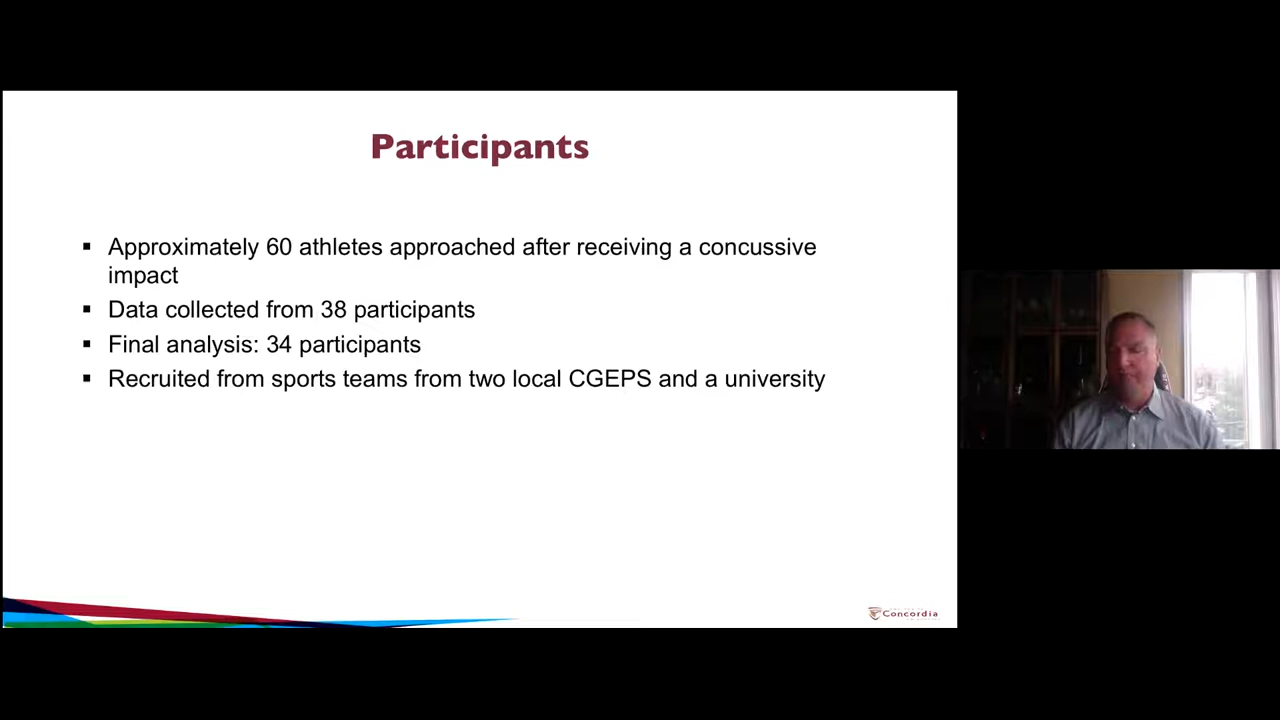 Participants
▪ Approximately 60 athletes approached after receiving a concussive
impact
▪ Data collected from 38 participants
▪ Final analysis: 34 participants
▪ Recruited from sports teams from two local CGEPS and a university
Concordia